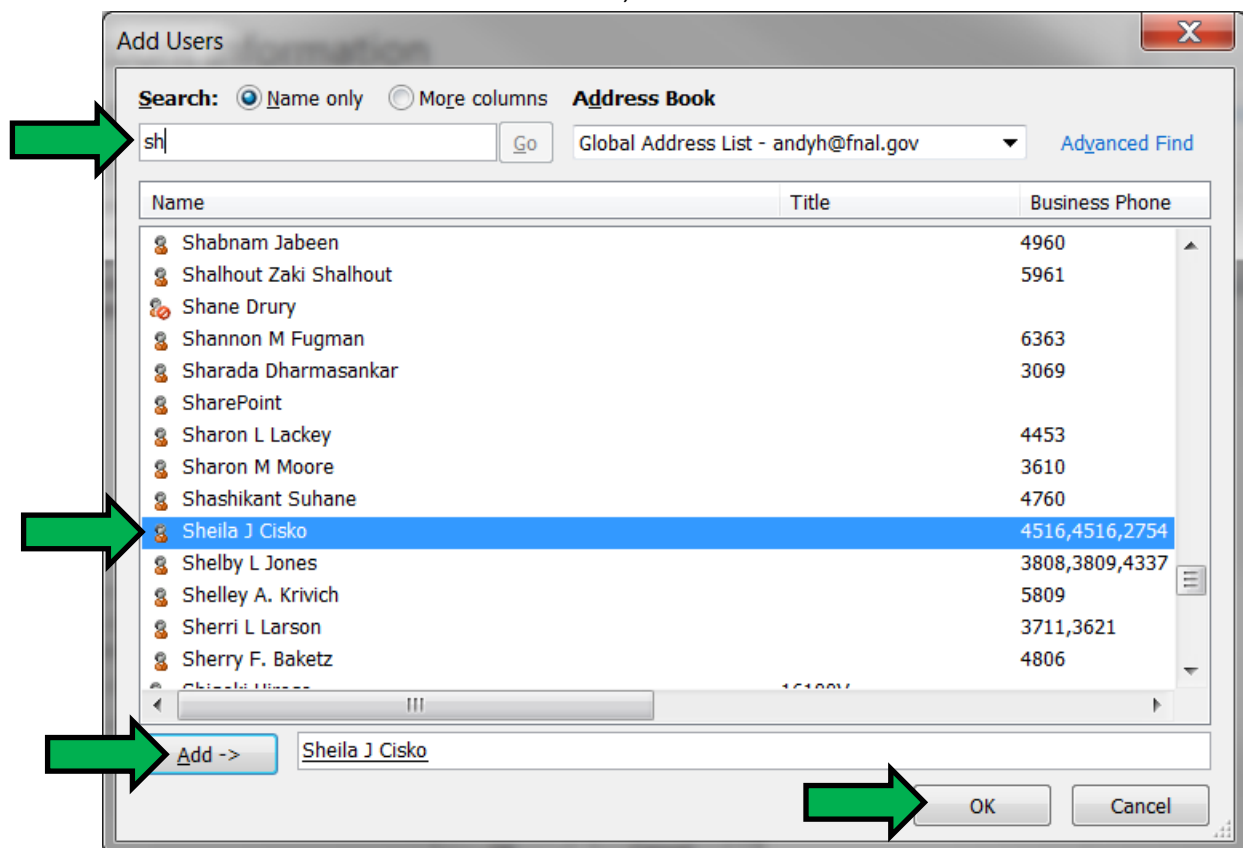 Add Users
X
Search: Name only More columns Address Book
sh Go Global Address List - andyh@fnal.gov Advanced Find
Name Title Business Phone
Shabnam Jabeen 4960
Shalhout Zaki Shalhout 5961
Shane Drury
Shannon M Fugman 6363
Sharada Dharmasankar 3069
SharePoint
Sharon L Lackey 4453
Sharon M Moore 3610
Shashikant Suhane 4760
Sheila J Cisko 4516,4516,2754
Shelby L Jones 3808,3809,4337
Shelley A. Krivich 5809
Sherri L Larson 3711,3621
Sherry F. Baketz 4806
Add -> Sheila J Cisko
OK Cancel